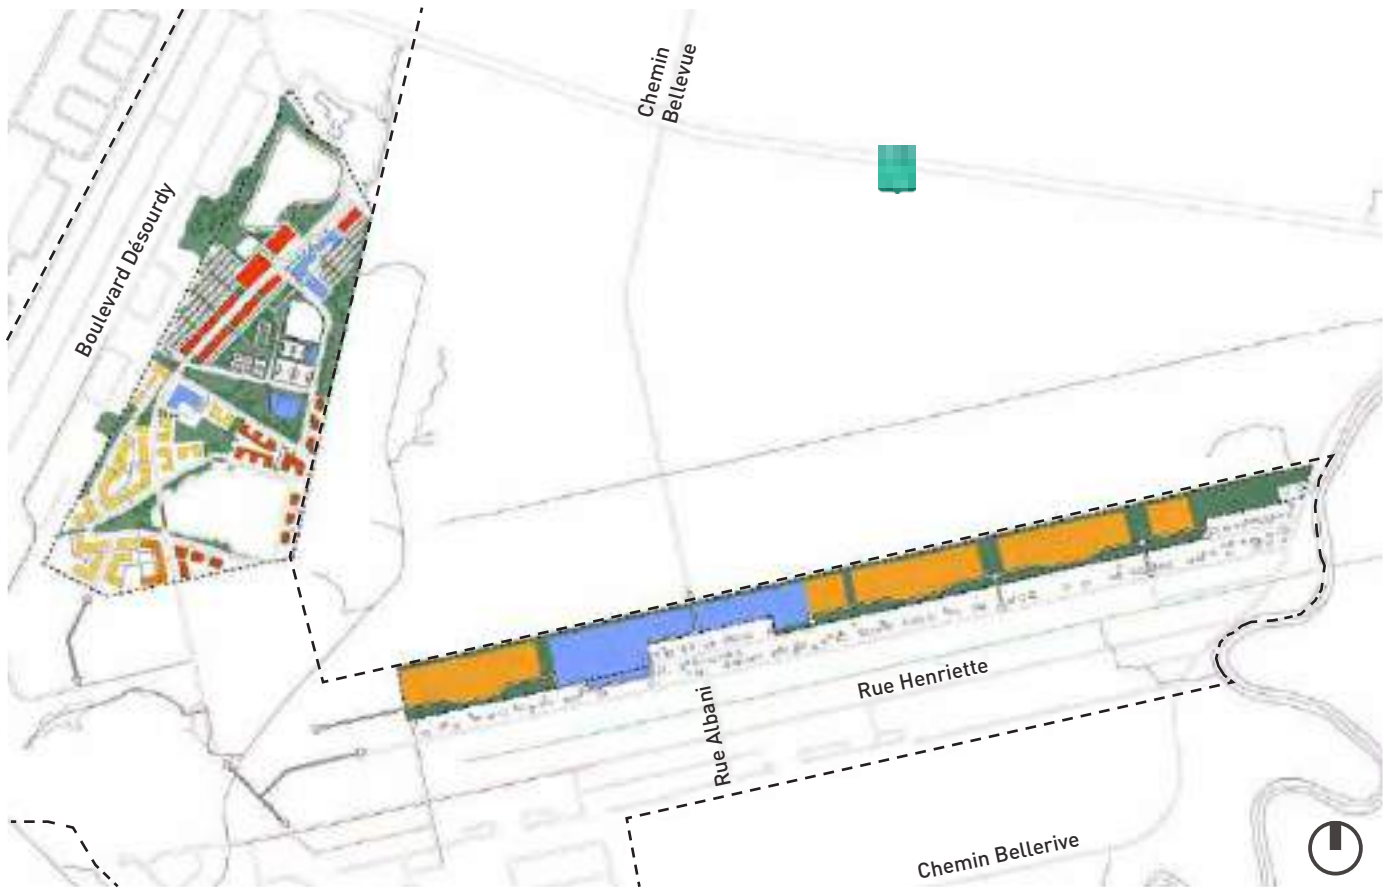 Chemin
Bellevue
Boulevard Désourdy
Rue Henriette
Rue Albani
Chemin Bellerive